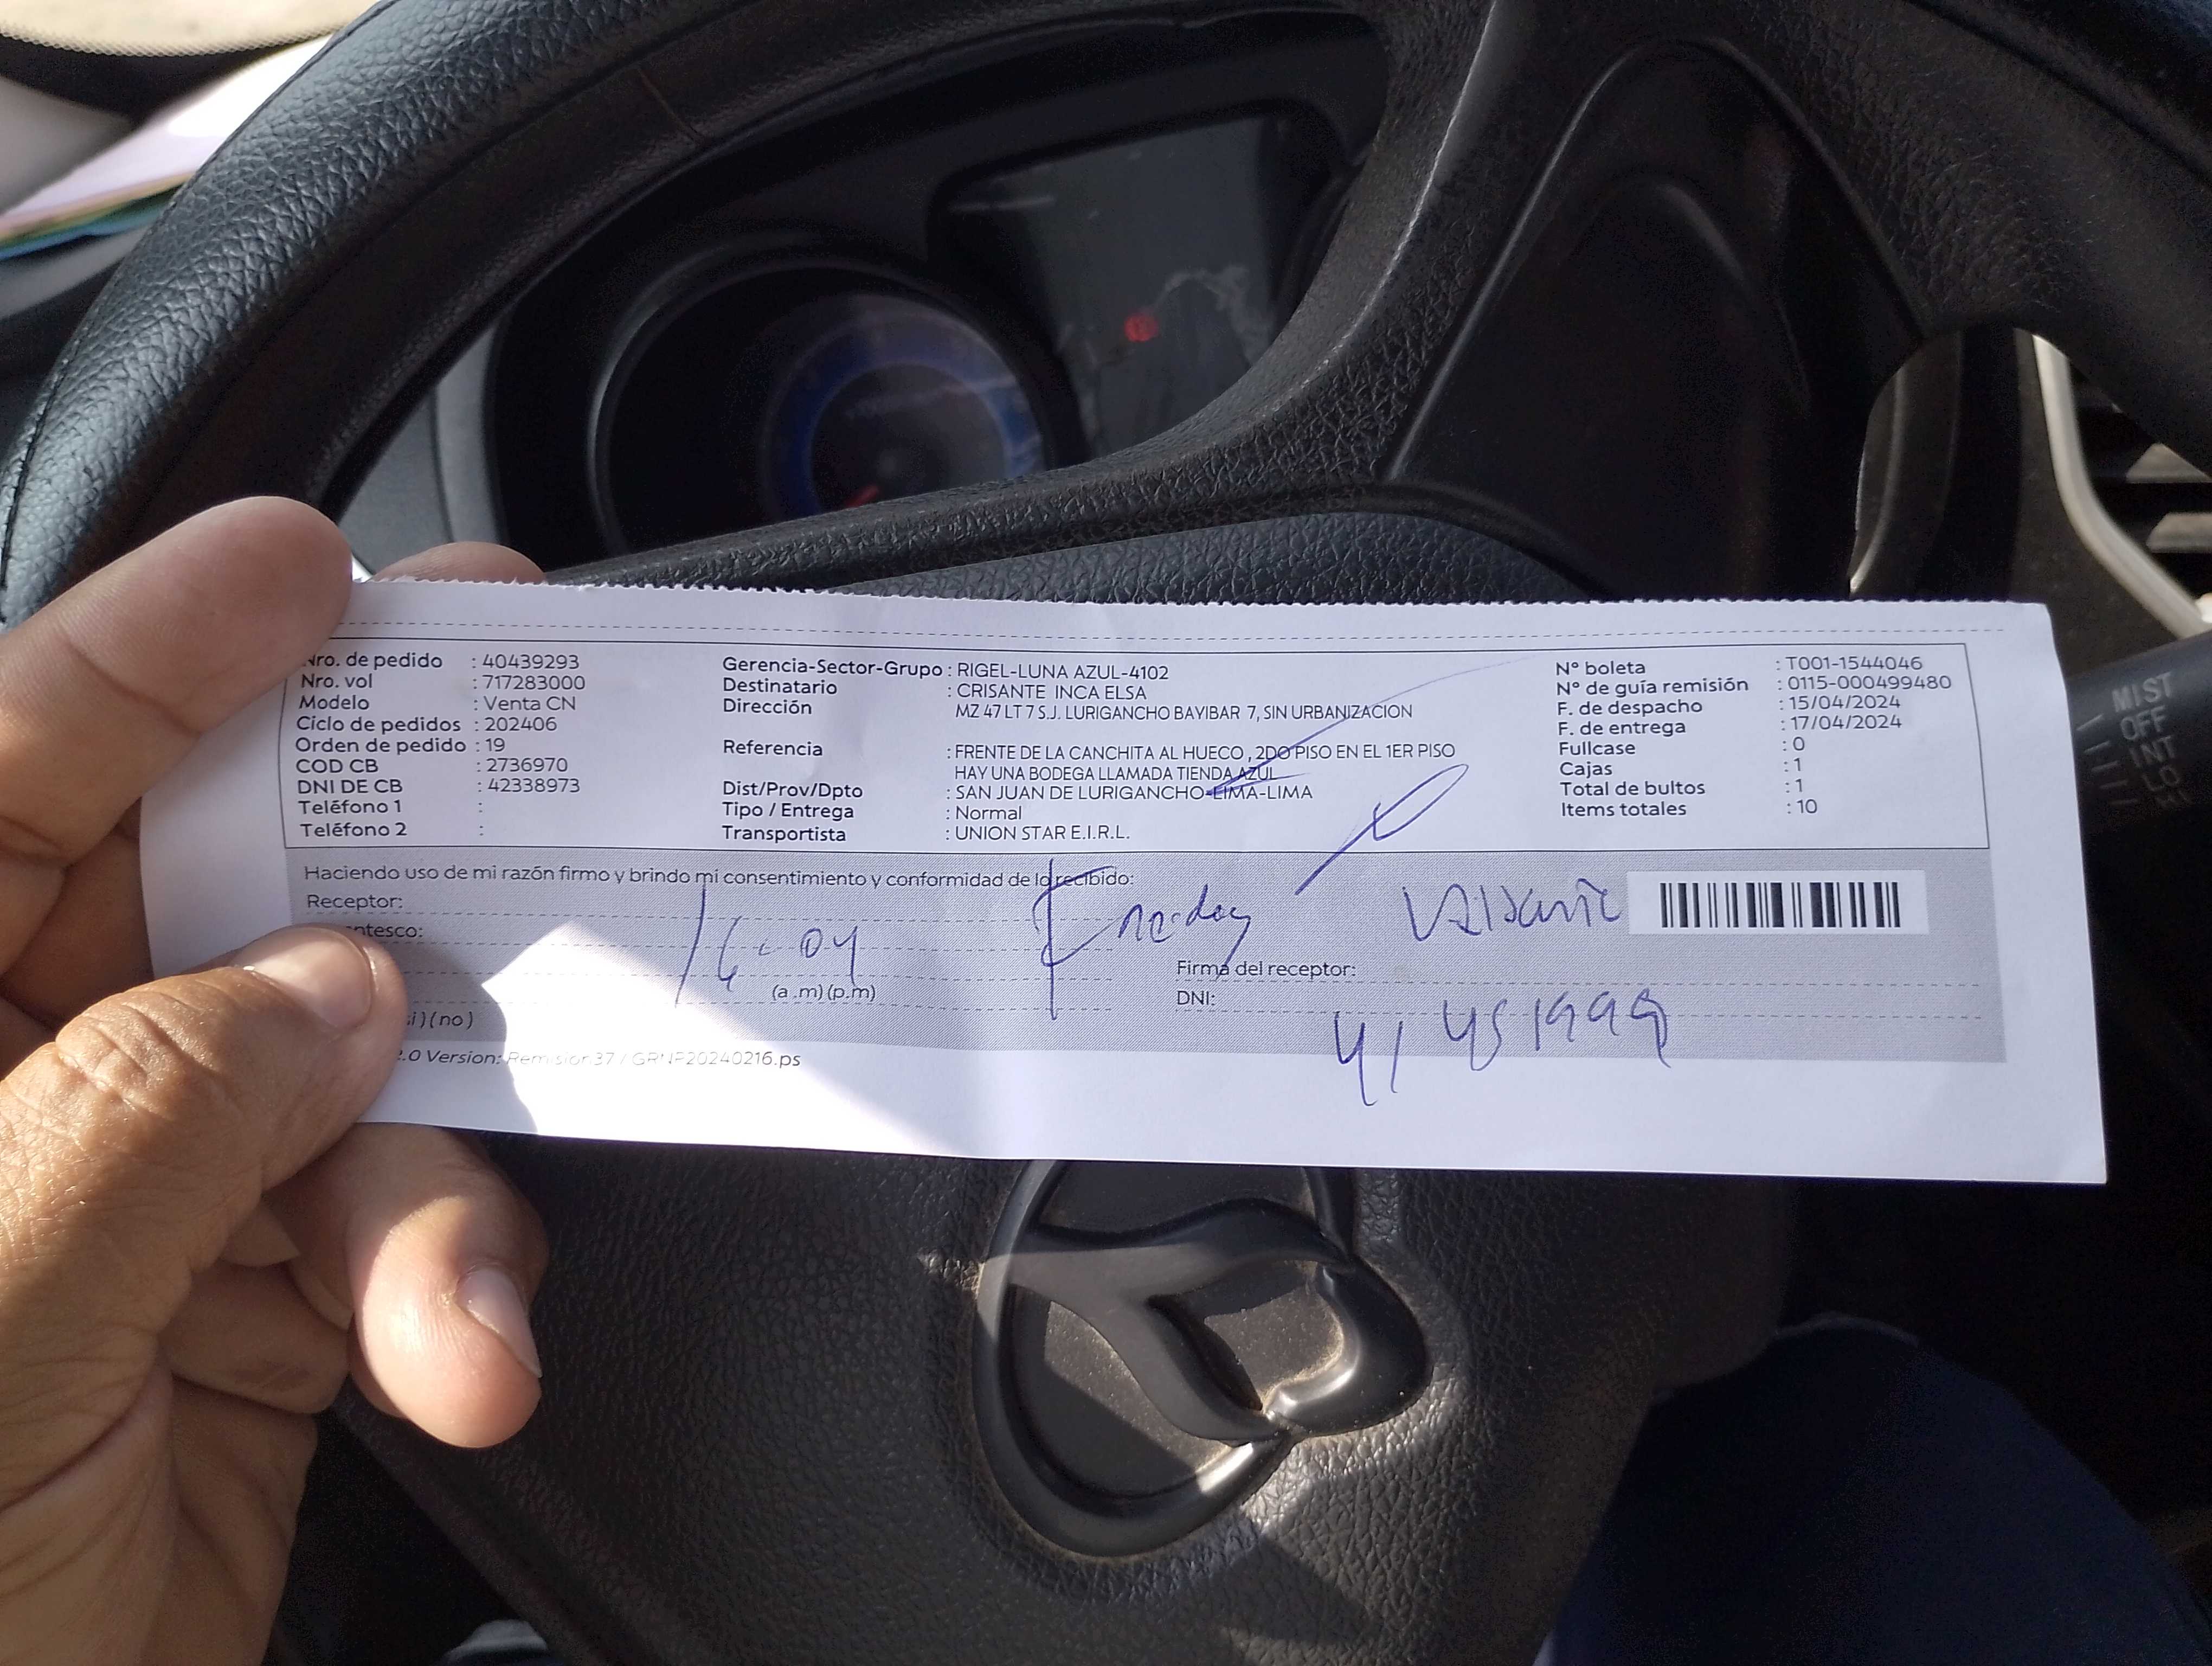 Nro. de pedido : 40439293
Nro. vol : 717283000
Modelo : Venta CN
Ciclo de pedidos : 202406
Orden de pedido : 19
COD CB : 2736970
DNI DE CB : 42338973
Teléfono 1 :
Teléfono 2 :
Gerencia-Sector-Grupo : RIGEL-LUNA AZUL-4102
Destinatario : CRISANTE INCA ELSA
Dirección MZ 47 LT 7 S.J. LURIGANCHO BAYIBAR 7, SIN URBANIZACION
Referencia : FRENTE DE LA CANCHITA AL HUECO , 2DO PISO EN EL 1ER PISO
HAY UNA BODEGA LLAMADA TIENDA AZUL
Dist/Prov/Dpto : SAN JUAN DE LURIGANCHO-LIMA-LIMA
Tipo / Entrega : Normal
Transportista : UNION STAR E.I.R.L.
N° boleta : T001-1544046
N° de guía remisión : 0115-000499480
F. de despacho : 15/04/2024
F. de entrega : 17/04/2024
Fullcase : 0
Cajas : 1
Total de bultos : 1
Items totales : 10
Haciendo uso de mi razón firmo y brindo mi consentimiento y conformidad de lo recibido:
Receptor:
ntesco:
16-04
(a .m) (p.m)
Firma del receptor:
DNI:
41451999
si ) ( no )
2.0 Version: Remision37 / GRNF20240216.ps
MIST
OFF
INT
LO